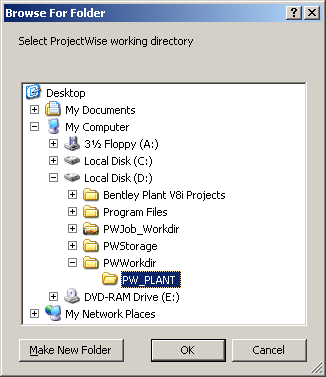 Browse For Folder
Select ProjectWise working directory
Desktop
My Documents
My Computer
3½ Floppy (A:)
Local Disk (C:)
Local Disk (D:)
Bentley Plant V8i Projects
Program Files
PWJob_Workdir
PWStorage
PWWorkdir
PW_PLANT
DVD-RAM Drive (E:)
My Network Places
Make New Folder
OK
Cancel